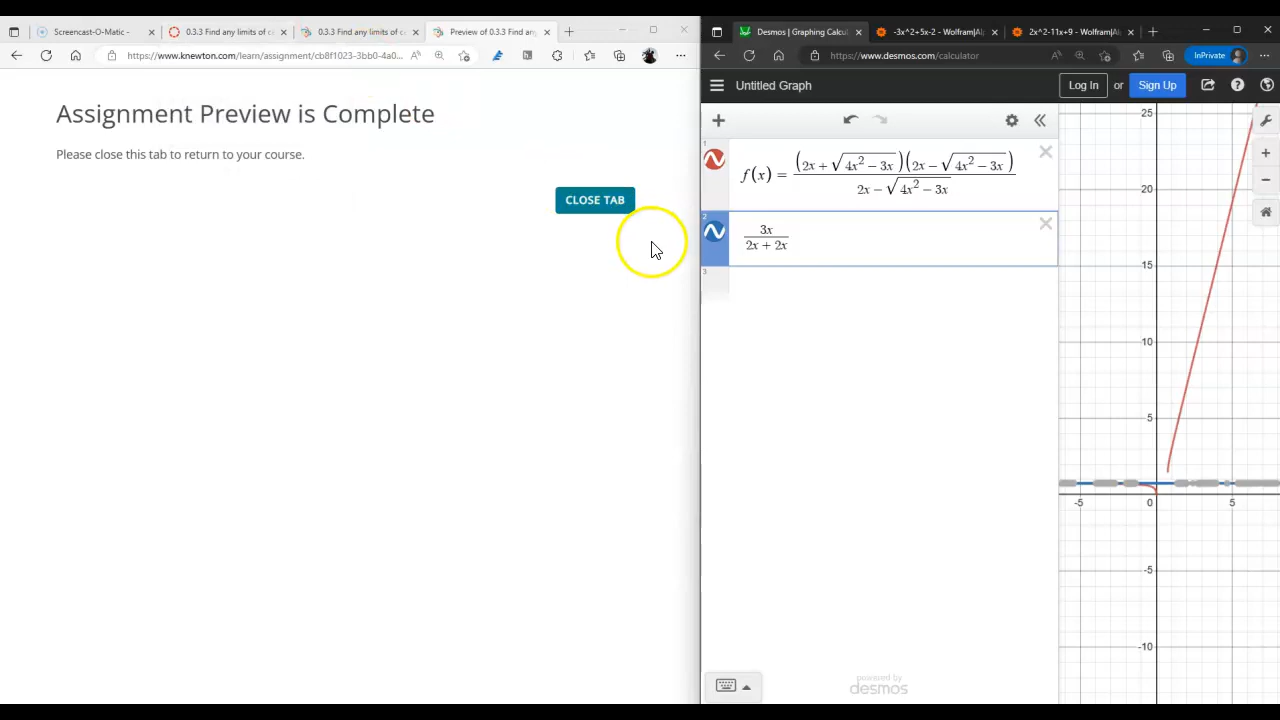 Screencast-O-Matic -
0.3.3 Find any limits of c
0.3.3 Find any limits of c
Preview of 0.3.3 Find any
https://www.knewton.com/learn/assignment/cb8f1023-3bb0-4a0...
Assignment Preview is Complete
Please close this tab to return to your course.
CLOSE TAB
Desmos | Graphing Calcul
-3x^2+5x-2 - Wolfram|Al
2x^2-11x+9 - Wolfram|Al
https://www.desmos.com/calculator
InPrivate
Untitled Graph
Log In or Sign Up
1
f(x) = (2x + √4x² − 3x)(2x − √4x² − 3x)
2x − √4x² − 3x
2
3x
2x + 2x
3
25
20
15
10
5
-5 0 5
-5
-10
powered by
desmos